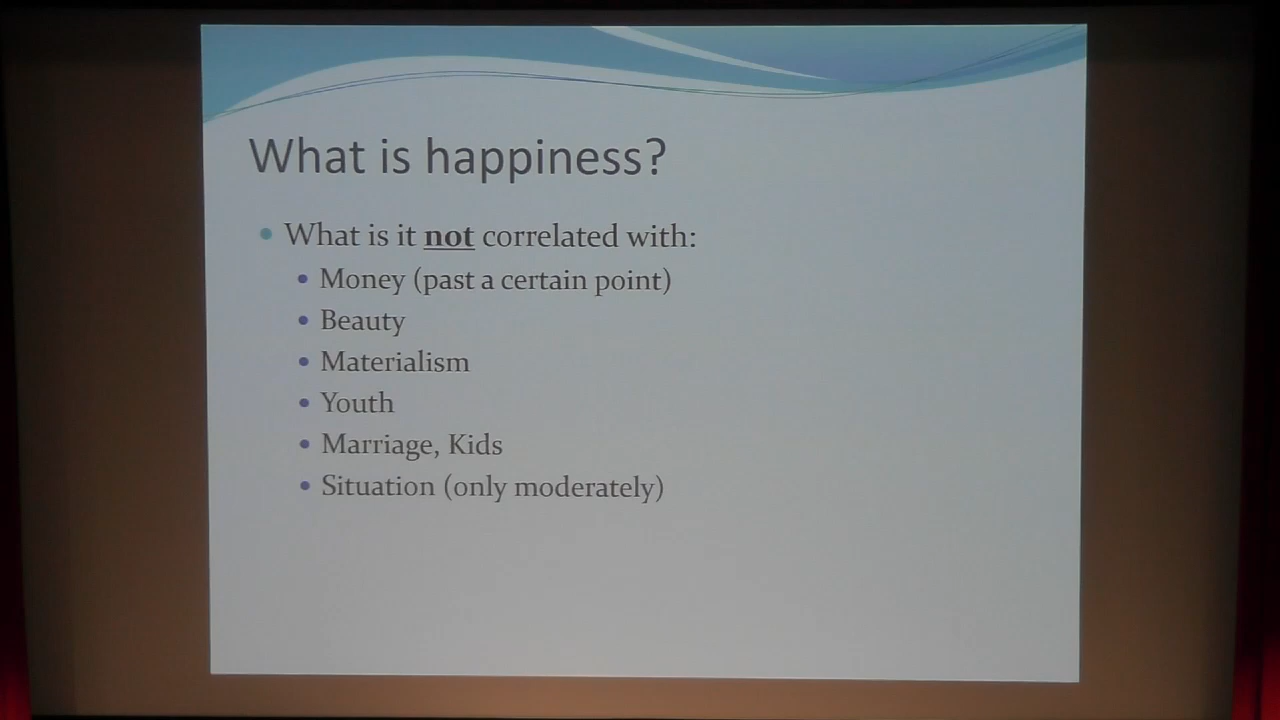 What is happiness?
What is it not correlated with:
Money (past a certain point)
Beauty
Materialism
Youth
Marriage, Kids
Situation (only moderately)